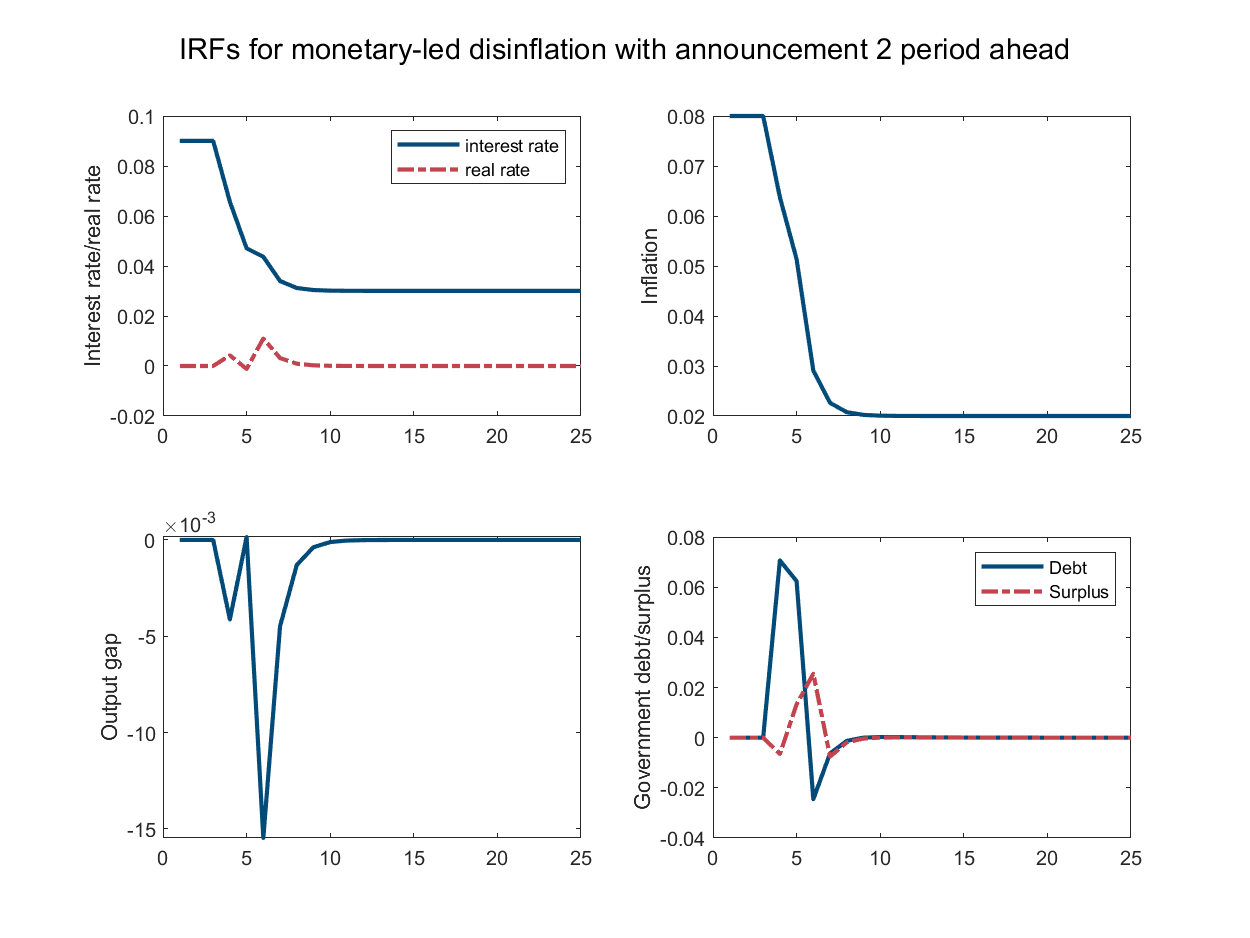 IRFs for monetary-led disinflation with announcement 2 period ahead
0.1
0.08
0.06
0.04
0.02
0
-0.02
Interest rate/real rate
interest rate
real rate
0 5 10 15 20 25
0.08
0.07
0.06
0.05
0.04
0.03
0.02
Inflation
0 5 10 15 20 25
×10-3
0
-5
-10
-15
Output gap
0 5 10 15 20 25
0.08
0.06
0.04
0.02
0
-0.02
-0.04
Government debt/surplus
Debt
Surplus
0 5 10 15 20 25